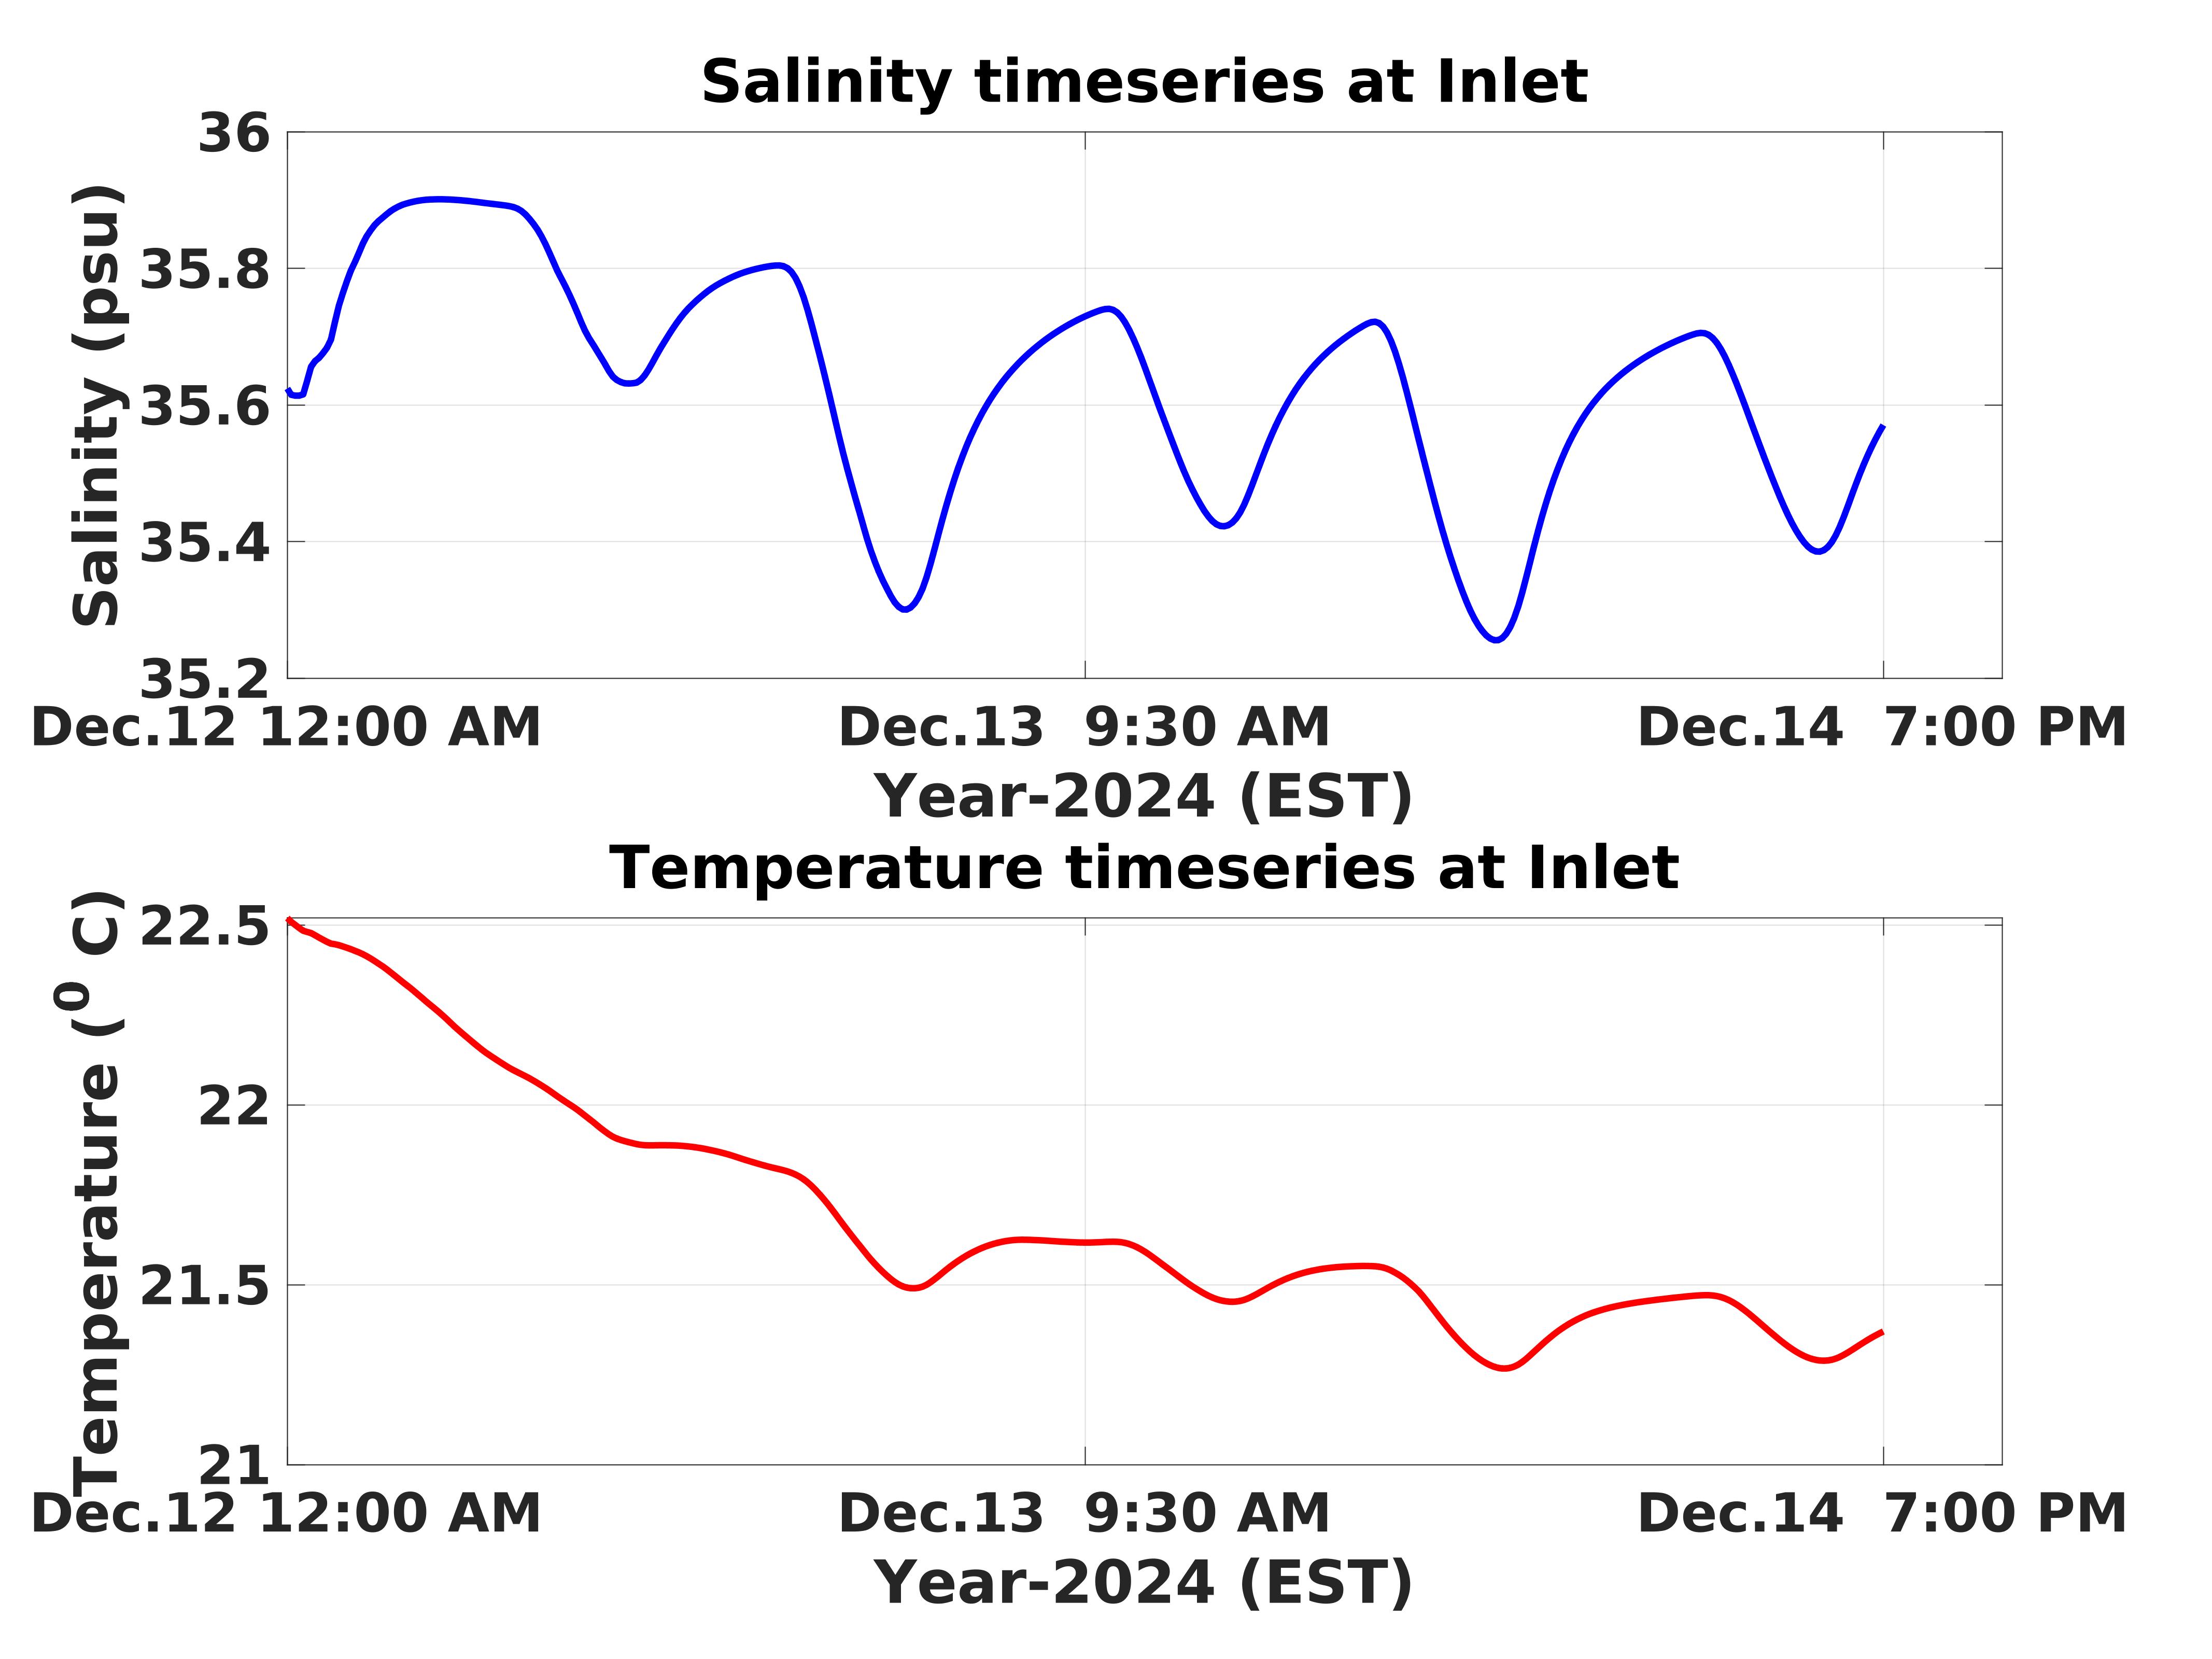 Salinity timeseries at Inlet
Salinity (psu)
36
35.8
35.6
35.4
35.2
Dec.12 12:00 AM Dec.13 9:30 AM Dec.14 7:00 PM
Year-2024 (EST)
Temperature timeseries at Inlet
Temperature (⁰ C)
22.5
22
21.5
21
Dec.12 12:00 AM Dec.13 9:30 AM Dec.14 7:00 PM
Year-2024 (EST)